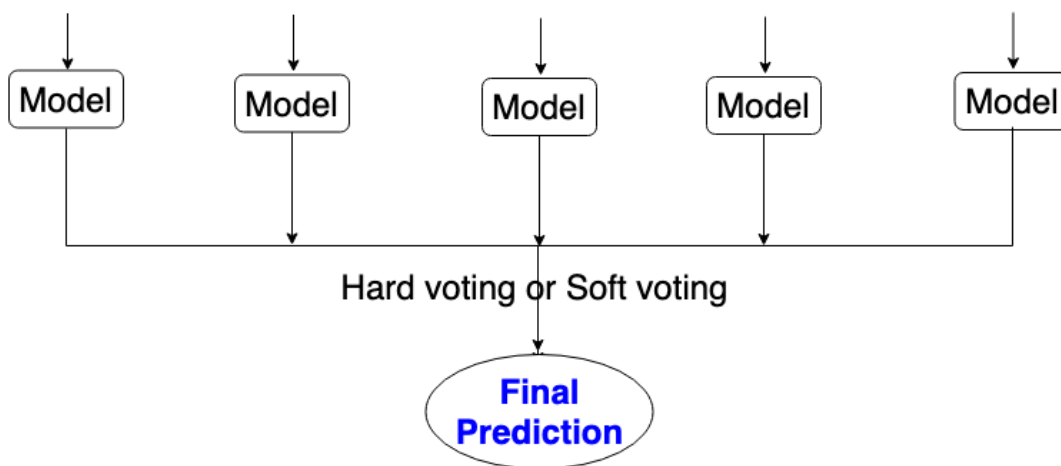 Model
Model
Model
Model
Model
Hard voting or Soft voting
Final
Prediction